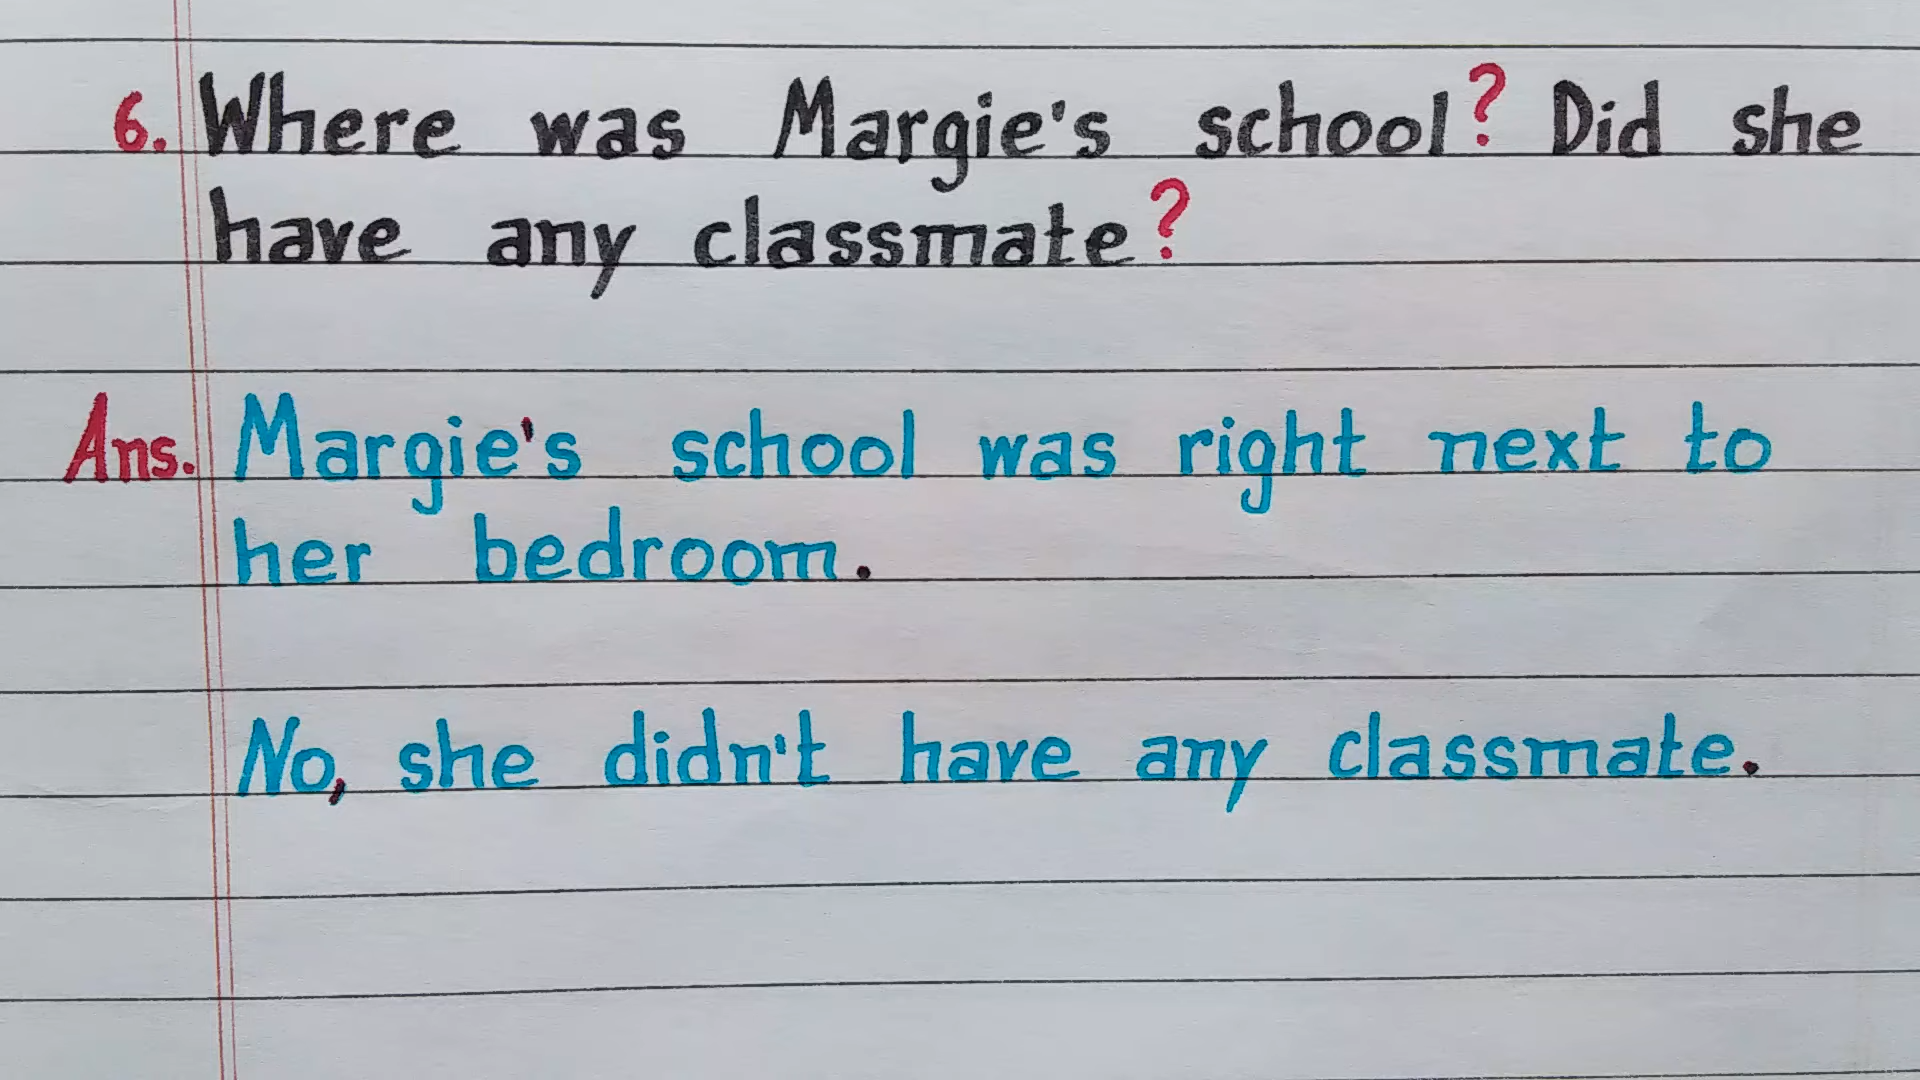 6. Where was Margie's school? Did she
have any classmate?
Ans. Margie's school was right next to
her bedroom.
No, she didn't have any classmate.